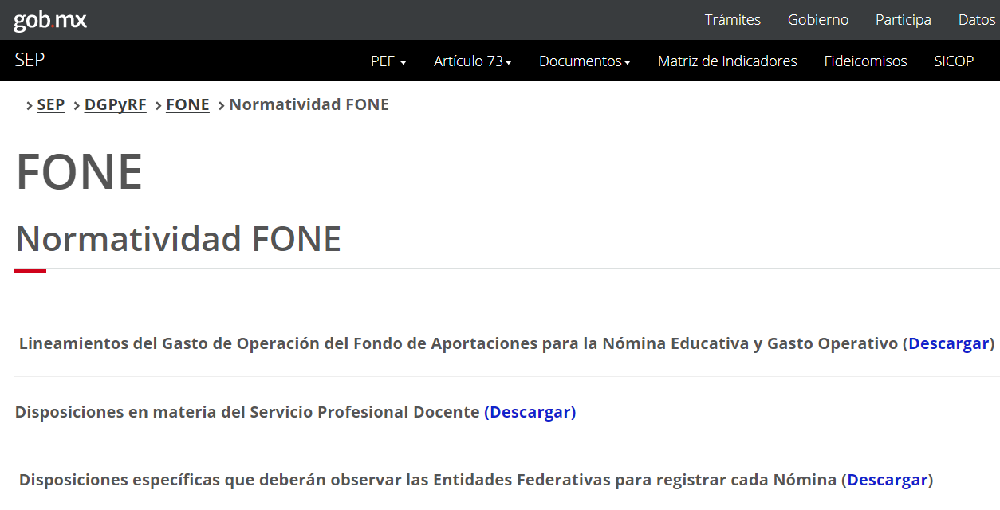 gob.mx Trámites Gobierno Participa Datos
SEP PEF Artículo 73 Documentos Matriz de Indicadores Fideicomisos SICOP
SEP DGPyRF FONE Normatividad FONE
FONE
Normatividad FONE
Lineamientos del Gasto de Operación del Fondo de Aportaciones para la Nómina Educativa y Gasto Operativo (Descargar)
Disposiciones en materia del Servicio Profesional Docente (Descargar)
Disposiciones específicas que deberán observar las Entidades Federativas para registrar cada Nómina (Descargar)